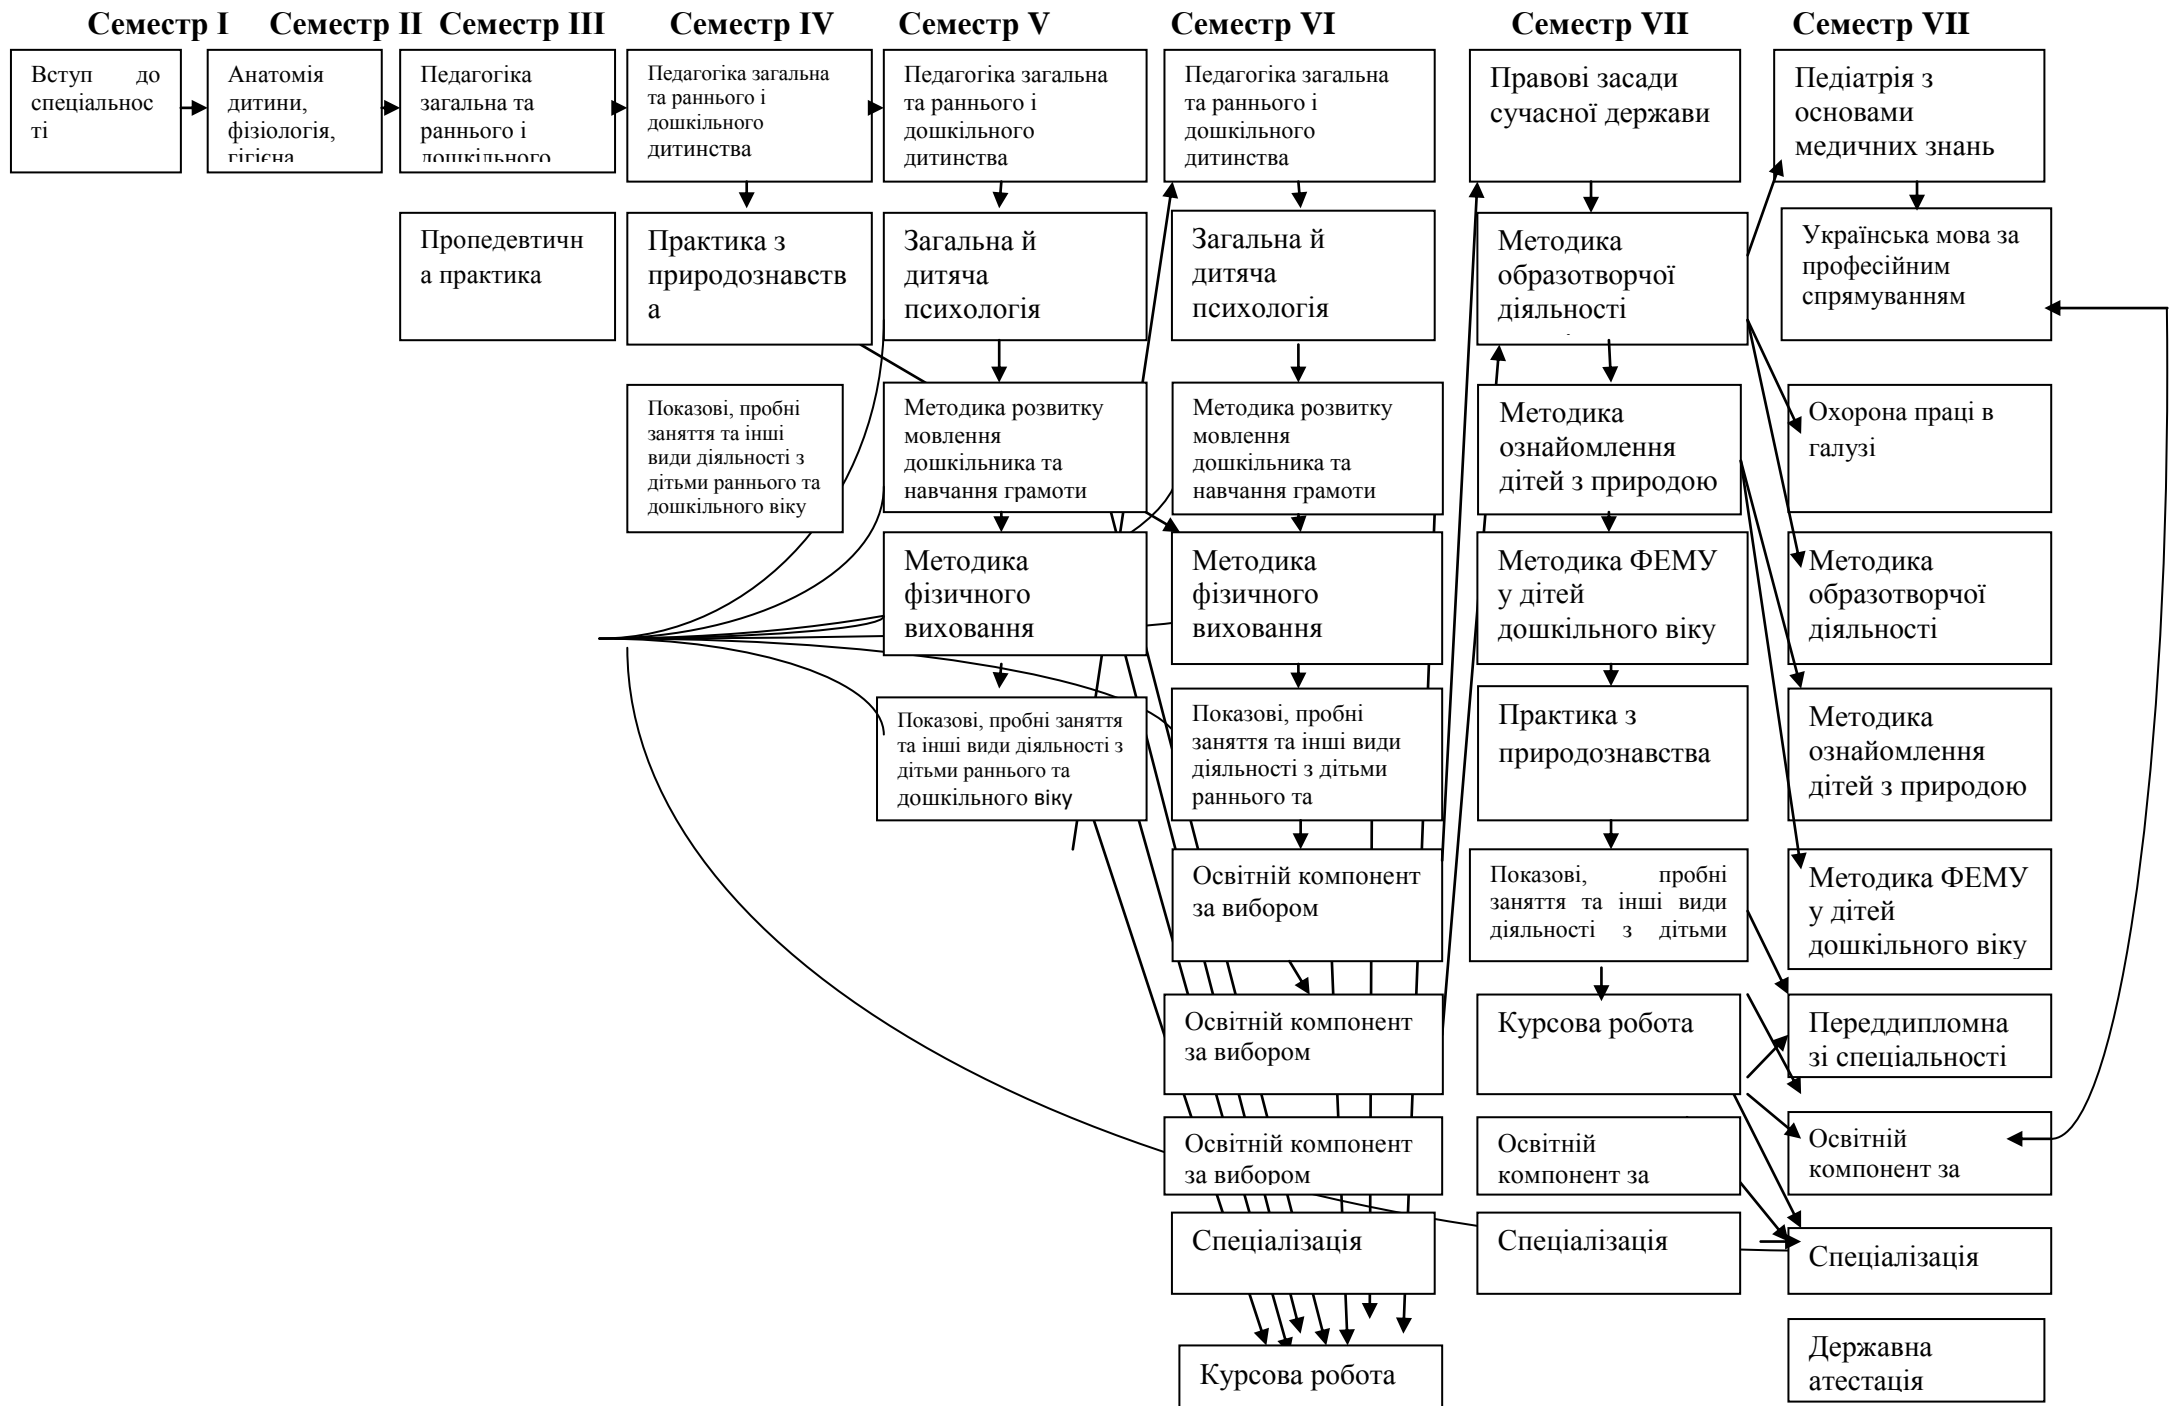 Семестр I Семестр II Семестр III Семестр IV Семестр V Семестр VI Семестр VII Семестр VII
Вступ до
спеціальнос
ті
Анатомія
дитини,
фізіологія,
гігієна
Педагогіка
загальна та
раннього і
дошкільного
Педагогіка загальна
та раннього і
дошкільного
дитинства
Педагогіка загальна
та раннього і
дошкільного
дитинства
Педагогіка загальна
та раннього і
дошкільного
дитинства
Правові засади
сучасної держави
Педіатрія з
основами
медичних знань
Пропедевтичн
а практика
Практика з
природознавств
а
Загальна й
дитяча
психологія
Загальна й
дитяча
психологія
Методика
образотворчої
діяльності
Українська мова за
професійним
спрямуванням
Показові, пробні
заняття та інші
види діяльності з
дітьми раннього та
дошкільного віку
Методика розвитку
мовлення
дошкільника та
навчання грамоти
Методика розвитку
мовлення
дошкільника та
навчання грамоти
Методика
ознайомлення
дітей з природою
Охорона праці в
галузі
Методика
фізичного
виховання
Методика
фізичного
виховання
Методика ФЕМУ
у дітей
дошкільного віку
Методика
образотворчої
діяльності
Показові, пробні заняття
та інші види діяльності з
дітьми раннього та
дошкільного віку
Показові, пробні
заняття та інші види
діяльності з дітьми
раннього та
Практика з
природознавства
Методика
ознайомлення
дітей з природою
Освітній компонент
за вибором
Показові, пробні
заняття та інші види
діяльності з дітьми
Методика ФЕМУ
у дітей
дошкільного віку
Освітній компонент
за вибором
Курсова робота
Переддипломна
зі спеціальності
Освітній компонент
за вибором
Освітній
компонент за
Освітній
компонент за
Спеціалізація
Спеціалізація
Спеціалізація
Курсова робота
Державна
атестація